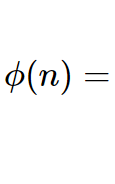 ϕ(n) =